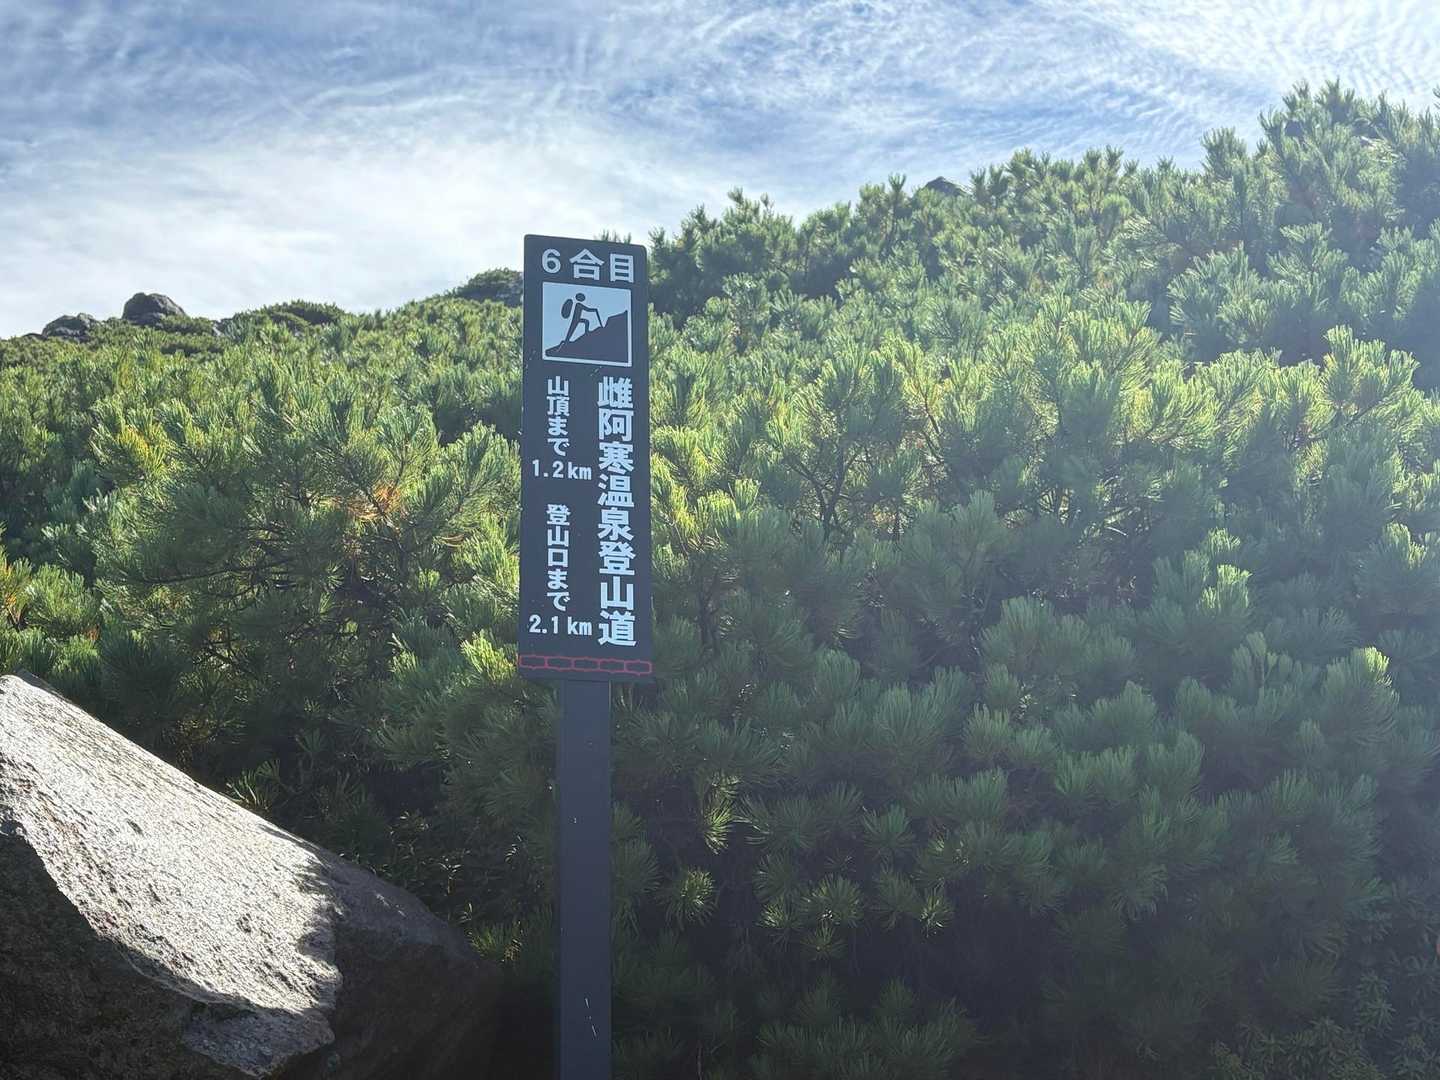 6合目
雌阿寒温泉登山道
山頂まで
1.2km
登山口まで
2.1km